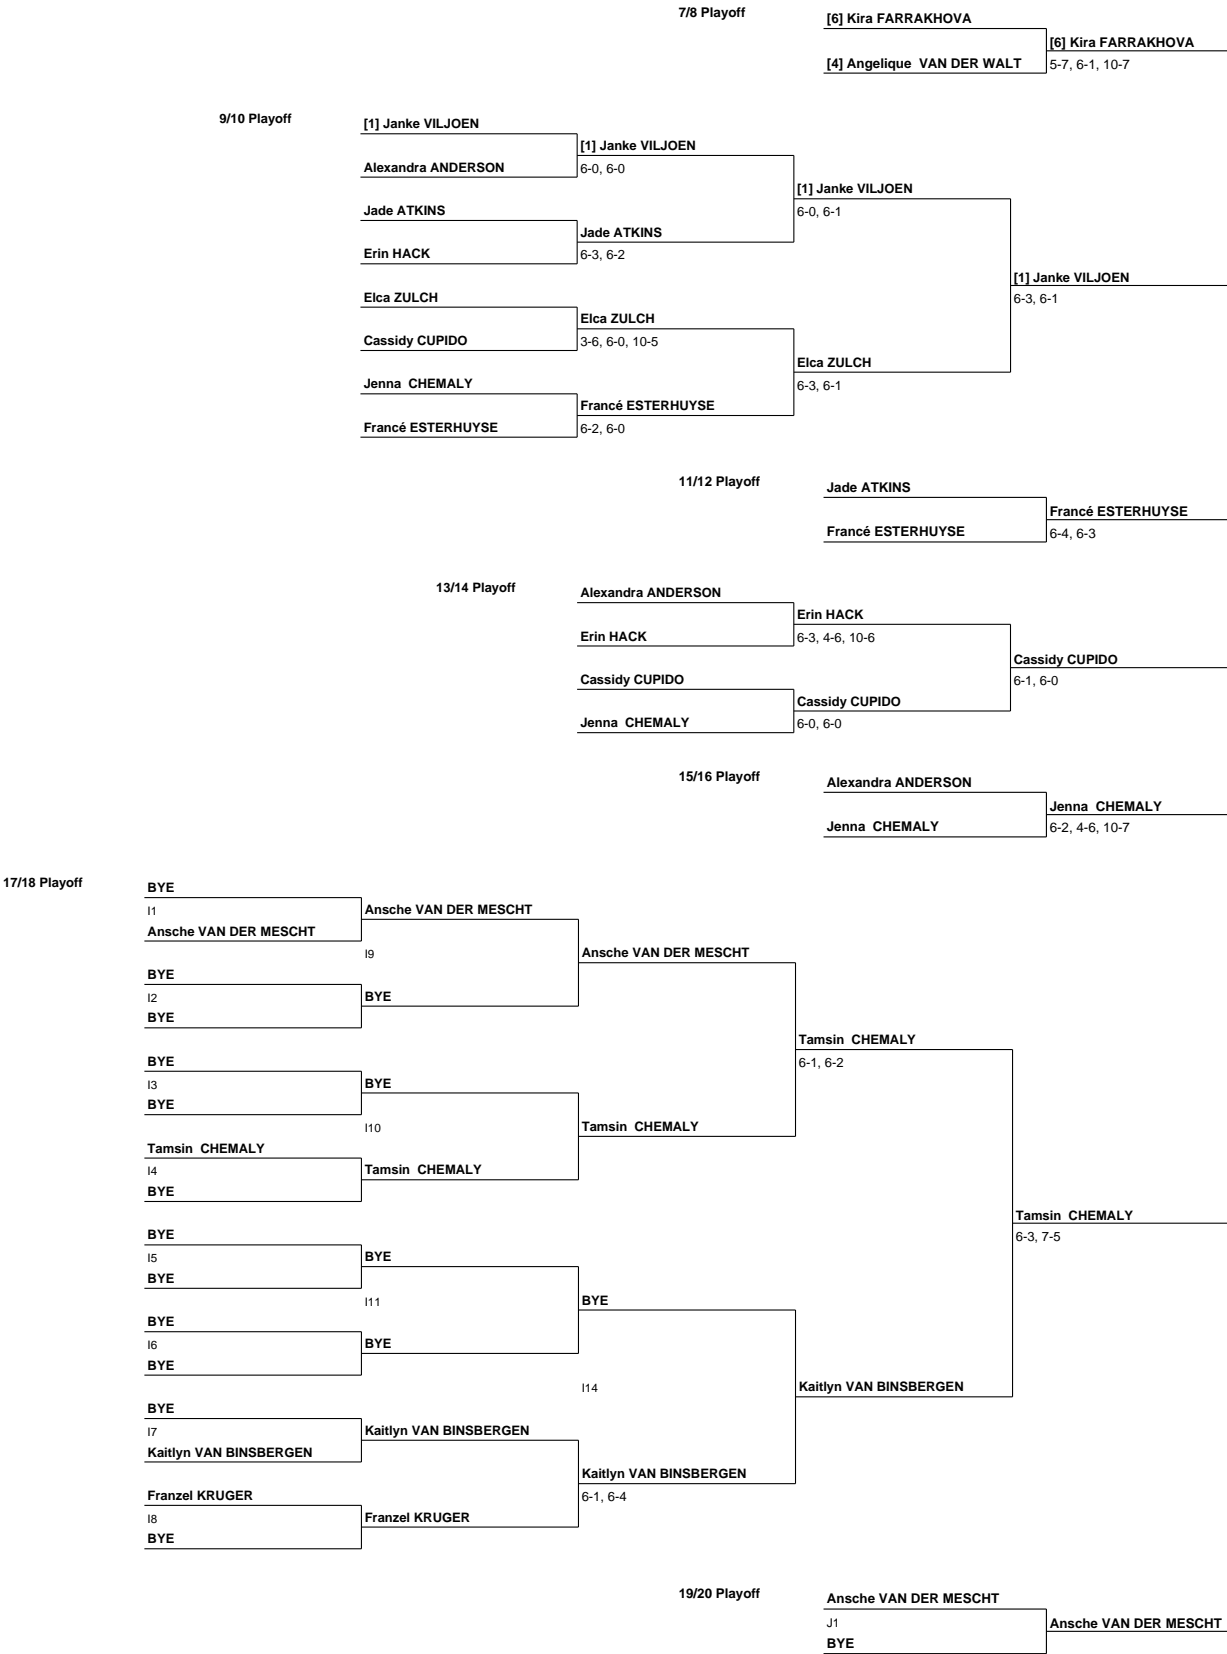 7/8 Playoff
[6] Kira FARRAKHOVA
[6] Kira FARRAKHOVA
[4] Angelique  VAN DER WALT
5-7, 6-1, 10-7
9/10 Playoff
[1] Janke VILJOEN
[1] Janke VILJOEN
Alexandra ANDERSON
6-0, 6-0
[1] Janke VILJOEN
Jade ATKINS
6-0, 6-1
Jade ATKINS
Erin HACK
6-3, 6-2
[1] Janke VILJOEN
Elca ZULCH
6-3, 6-1
Elca ZULCH
Cassidy CUPIDO
3-6, 6-0, 10-5
Elca ZULCH
Jenna  CHEMALY
6-3, 6-1
Francé ESTERHUYSE
Francé ESTERHUYSE
6-2, 6-0
11/12 Playoff
Jade ATKINS
Francé ESTERHUYSE
Francé ESTERHUYSE
6-4, 6-3
13/14 Playoff
Alexandra ANDERSON
Erin HACK
Erin HACK
6-3, 4-6, 10-6
Cassidy CUPIDO
Cassidy CUPIDO
6-1, 6-0
Cassidy CUPIDO
Jenna  CHEMALY
6-0, 6-0
15/16 Playoff
Alexandra ANDERSON
Jenna  CHEMALY
Jenna  CHEMALY
6-2, 4-6, 10-7
17/18 Playoff
BYE
I1
Ansche VAN DER MESCHT
Ansche VAN DER MESCHT
I9
Ansche VAN DER MESCHT
BYE
I2
BYE
BYE
Tamsin  CHEMALY
BYE
6-1, 6-2
I3
BYE
BYE
I10
Tamsin  CHEMALY
Tamsin  CHEMALY
I4
Tamsin  CHEMALY
BYE
Tamsin  CHEMALY
BYE
6-3, 7-5
I5
BYE
BYE
I11
BYE
BYE
I6
BYE
BYE
I14
Kaitlyn VAN BINSBERGEN
BYE
I7
Kaitlyn VAN BINSBERGEN
Kaitlyn VAN BINSBERGEN
Kaitlyn VAN BINSBERGEN
Franzel KRUGER
6-1, 6-4
I8
Franzel KRUGER
BYE
19/20 Playoff
Ansche VAN DER MESCHT
J1
Ansche VAN DER MESCHT
BYE